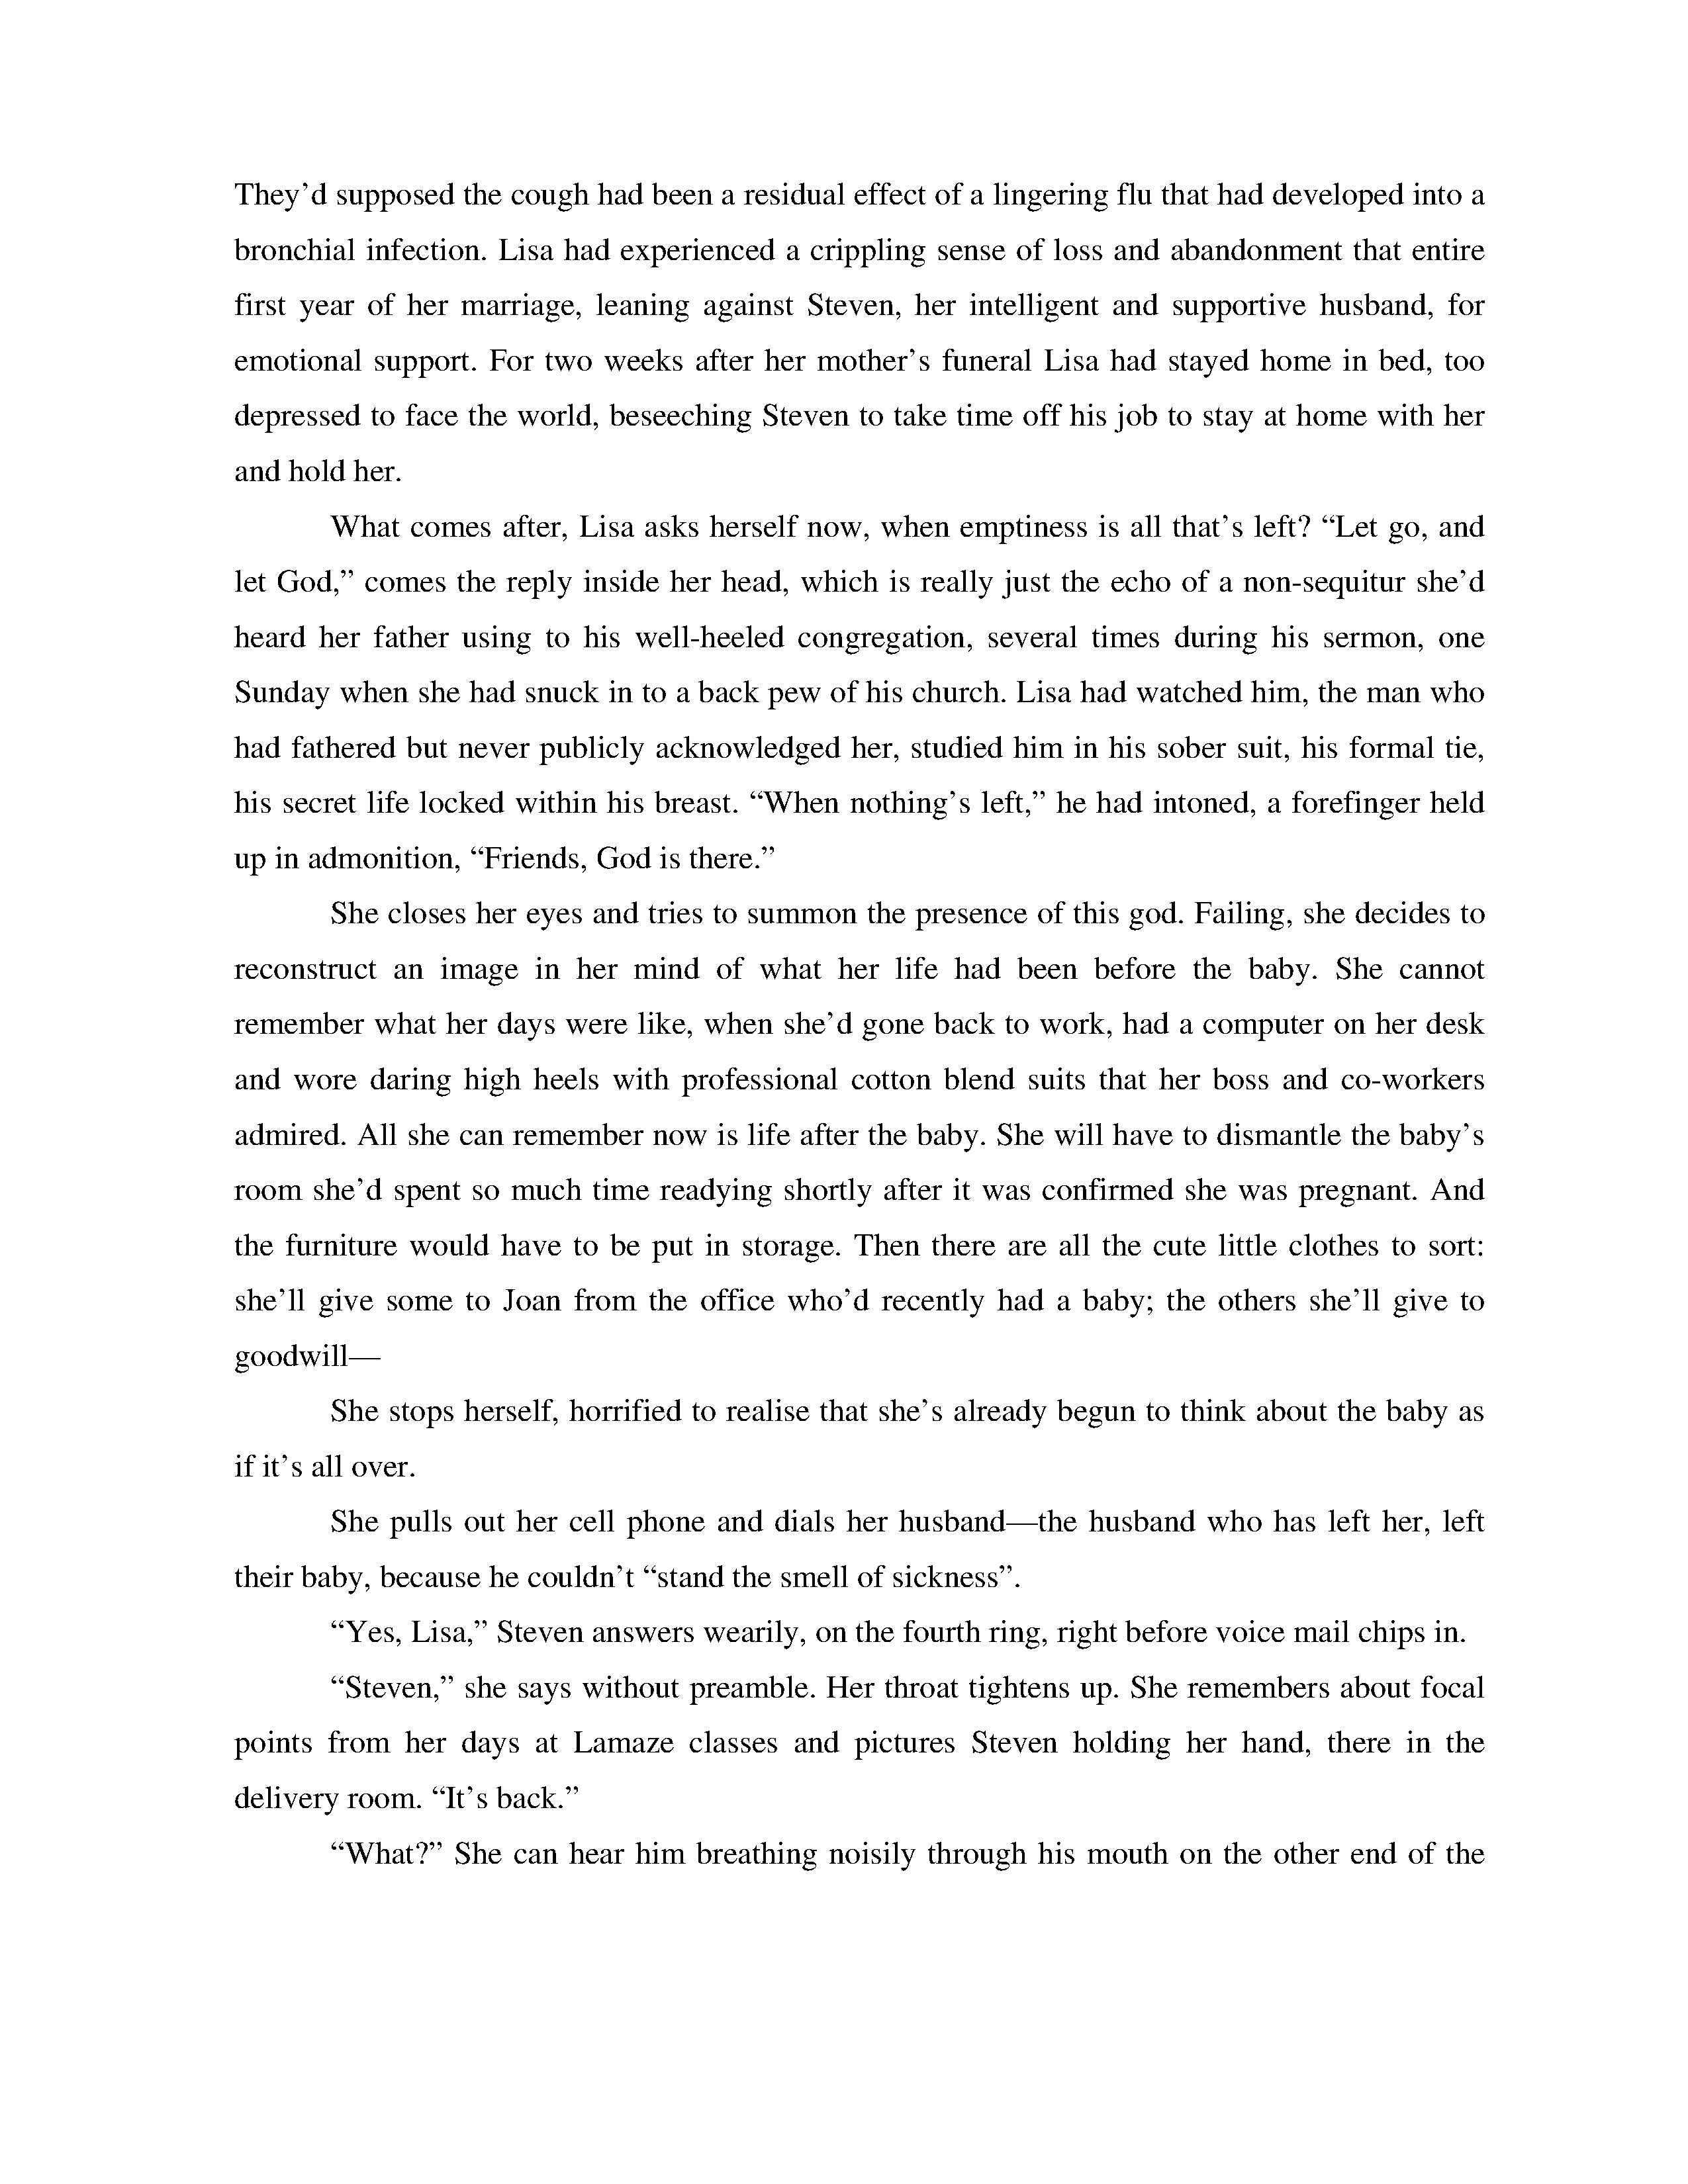 They’d supposed the cough had been a residual effect of a lingering flu that had developed into a
bronchial infection. Lisa had experienced a crippling sense of loss and abandonment that entire
first year of her marriage, leaning against Steven, her intelligent and supportive husband, for
emotional support. For two weeks after her mother’s funeral Lisa had stayed home in bed, too
depressed to face the world, beseeching Steven to take time off his job to stay at home with her
and hold her.
What comes after, Lisa asks herself now, when emptiness is all that’s left? “Let go, and
let God,” comes the reply inside her head, which is really just the echo of a non-sequitur she’d
heard her father using to his well-heeled congregation, several times during his sermon, one
Sunday when she had snuck in to a back pew of his church. Lisa had watched him, the man who
had fathered but never publicly acknowledged her, studied him in his sober suit, his formal tie,
his secret life locked within his breast. “When nothing’s left,” he had intoned, a forefinger held
up in admonition, “Friends, God is there.”
She closes her eyes and tries to summon the presence of this god. Failing, she decides to
reconstruct an image in her mind of what her life had been before the baby. She cannot
remember what her days were like, when she’d gone back to work, had a computer on her desk
and wore daring high heels with professional cotton blend suits that her boss and co-workers
admired. All she can remember now is life after the baby. She will have to dismantle the baby’s
room she’d spent so much time readying shortly after it was confirmed she was pregnant. And
the furniture would have to be put in storage. Then there are all the cute little clothes to sort:
she’ll give some to Joan from the office who’d recently had a baby; the others she’ll give to
goodwill—
She stops herself, horrified to realise that she’s already begun to think about the baby as
if it’s all over.
She pulls out her cell phone and dials her husband—the husband who has left her, left
their baby, because he couldn’t “stand the smell of sickness”.
“Yes, Lisa,” Steven answers wearily, on the fourth ring, right before voice mail chips in.
“Steven,” she says without preamble. Her throat tightens up. She remembers about focal
points from her days at Lamaze classes and pictures Steven holding her hand, there in the
delivery room. “It’s back.”
“What?” She can hear him breathing noisily through his mouth on the other end of the